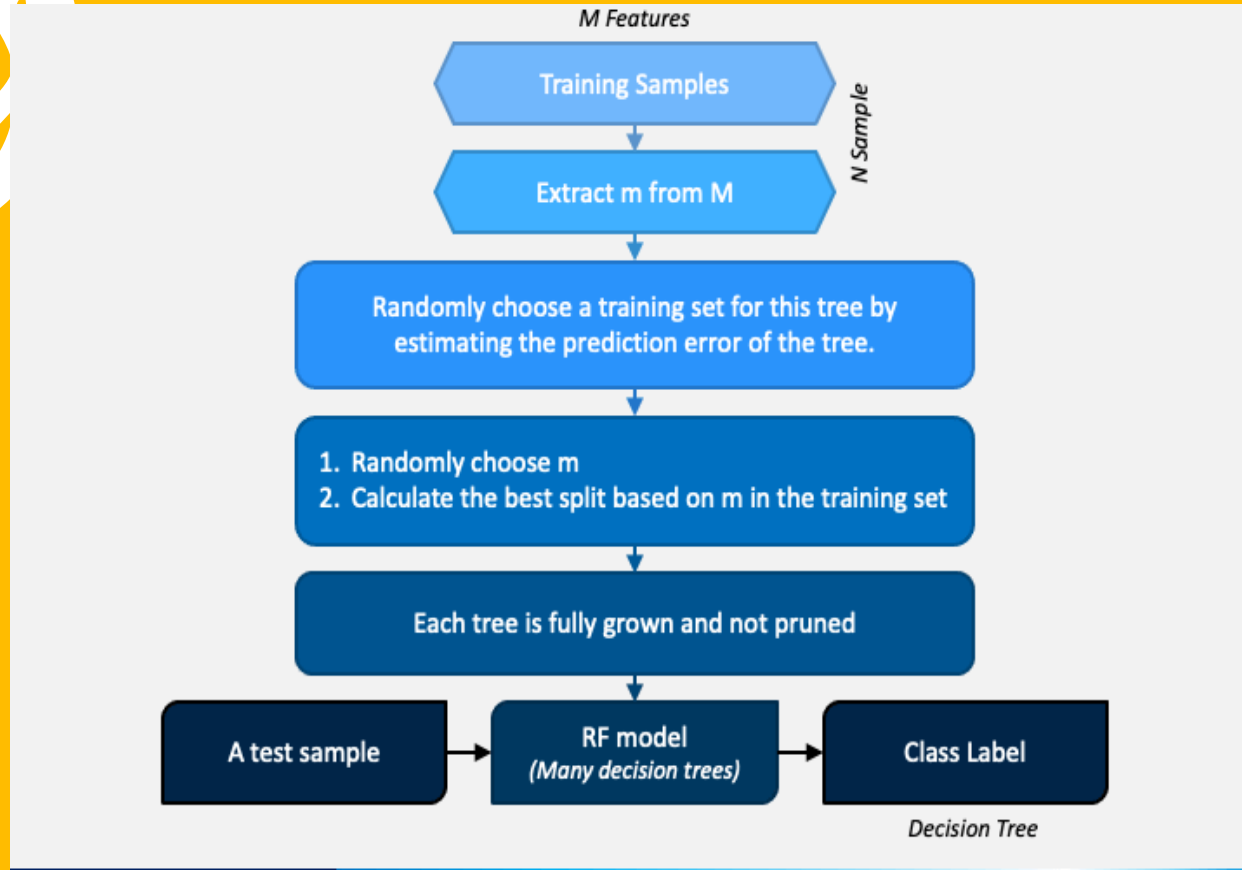 M Features
Training Samples
N Sample
Extract m from M
Randomly choose a training set for this tree by
estimating the prediction error of the tree.
1. Randomly choose m
2. Calculate the best split based on m in the training set
Each tree is fully grown and not pruned
A test sample
RF model
(Many decision trees)
Class Label
Decision Tree